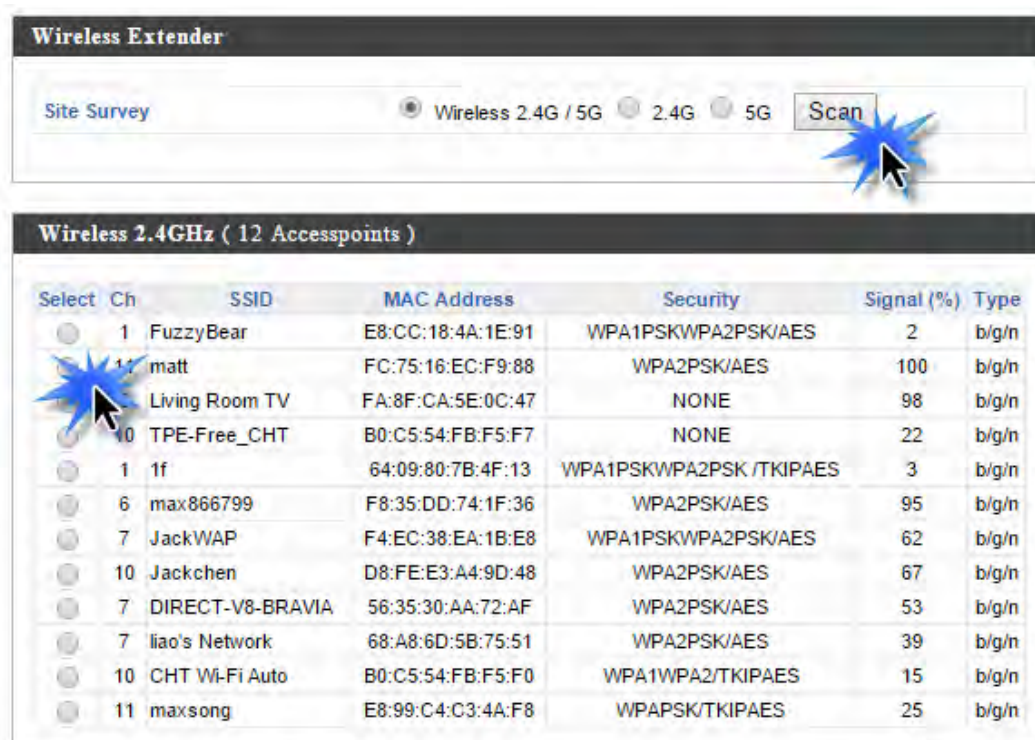 Wireless Extender
Site Survey Wireless 2.4G / 5G 2.4G 5G Scan
Wireless 2.4GHz ( 12 Accesspoints )
Select Ch SSID MAC Address Security Signal (%) Type
1 FuzzyBear E8:CC:18:4A:1E:91 WPA1PSKWPA2PSK/AES 2 b/g/n
matt FC:75:16:EC:F9:88 WPA2PSK/AES 100 b/g/n
Living Room TV FA:8F:CA:5E:0C:47 NONE 98 b/g/n
10 TPE-Free_CHT B0:C5:54:FB:F5:F7 NONE 22 b/g/n
1 1f 64:09:80:7B:4F:13 WPA1PSKWPA2PSK /TKIPAES 3 b/g/n
6 max866799 F8:35:DD:74:1F:36 WPA2PSK/AES 95 b/g/n
7 JackWAP F4:EC:38:EA:1B:E8 WPA1PSKWPA2PSK/AES 62 b/g/n
10 Jackchen D8:FE:E3:A4:9D:48 WPA2PSK/AES 67 b/g/n
7 DIRECT-V8-BRAVIA 56:35:30:AA:72:AF WPA2PSK/AES 53 b/g/n
7 liao's Network 68:A8:6D:5B:75:51 WPA2PSK/AES 39 b/g/n
10 CHT Wi-Fi Auto B0:C5:54:FB:F5:F0 WPA1WPA2/TKIPAES 15 b/g/n
11 maxsong E8:99:C4:C3:4A:F8 WPAPSK/TKIPAES 25 b/g/n